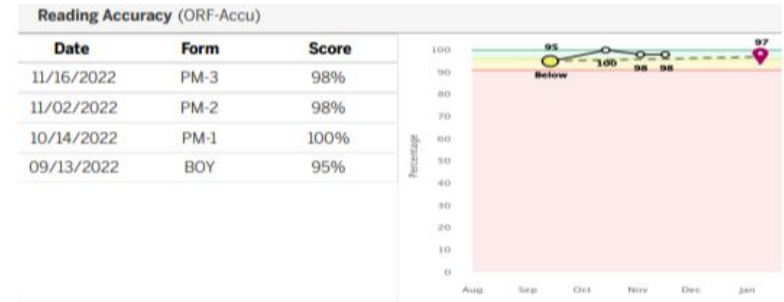 Reading Accuracy (ORF-Accu)
Date Form Score
11/16/2022 PM-3 98%
11/02/2022 PM-2 98%
10/14/2022 PM-1 100%
09/13/2022 BOY 95%
Percentage
100
90
80
70
60
50
40
30
20
10
0
95
Below
100
98
98
97
Aug Sep Oct Nov Dec Jan